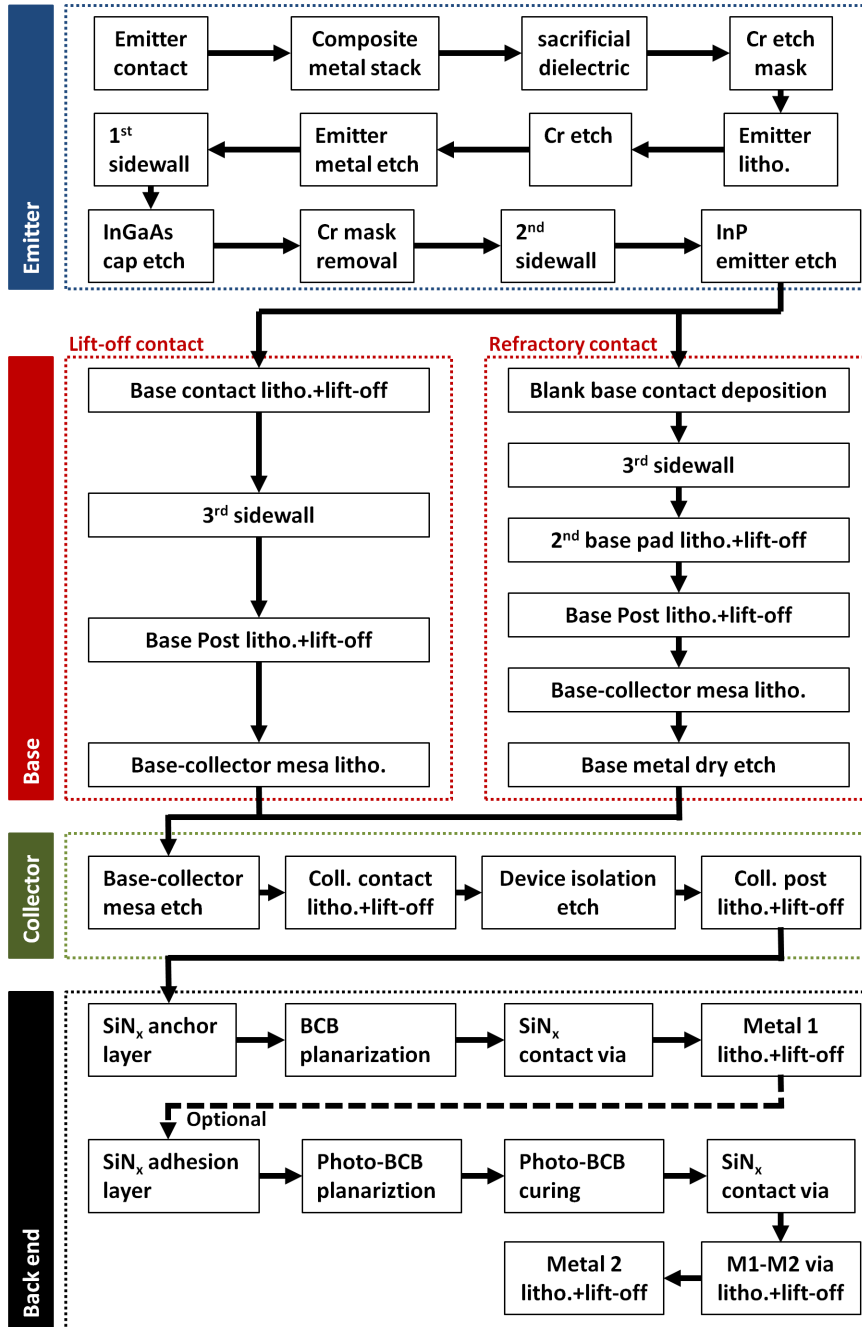 Emitter
Emitter
contact
Composite
metal stack
sacrificial
dielectric
Cr etch
mask
1st
sidewall
Emitter
metal etch
Cr etch
Emitter
litho.
InGaAs
cap etch
Cr mask
removal
2nd
sidewall
InP
emitter etch
Base
Lift-off contact
Base contact litho.+lift-off
3rd sidewall
Base Post litho.+lift-off
Base-collector mesa litho.
Refractory contact
Blank base contact deposition
3rd sidewall
2nd base pad litho.+lift-off
Base Post litho.+lift-off
Base-collector mesa litho.
Base metal dry etch
Collector
Base-collector
mesa etch
Coll. contact
litho.+lift-off
Device isolation
etch
Coll. post
litho.+lift-off
Back end
SiNx anchor
layer
BCB
planarization
SiNx
contact via
Metal 1
litho.+lift-off
Optional
SiNx adhesion
layer
Photo-BCB
planariztion
Photo-BCB
curing
SiNx
contact via
Metal 2
litho.+lift-off
M1-M2 via
litho.+lift-off